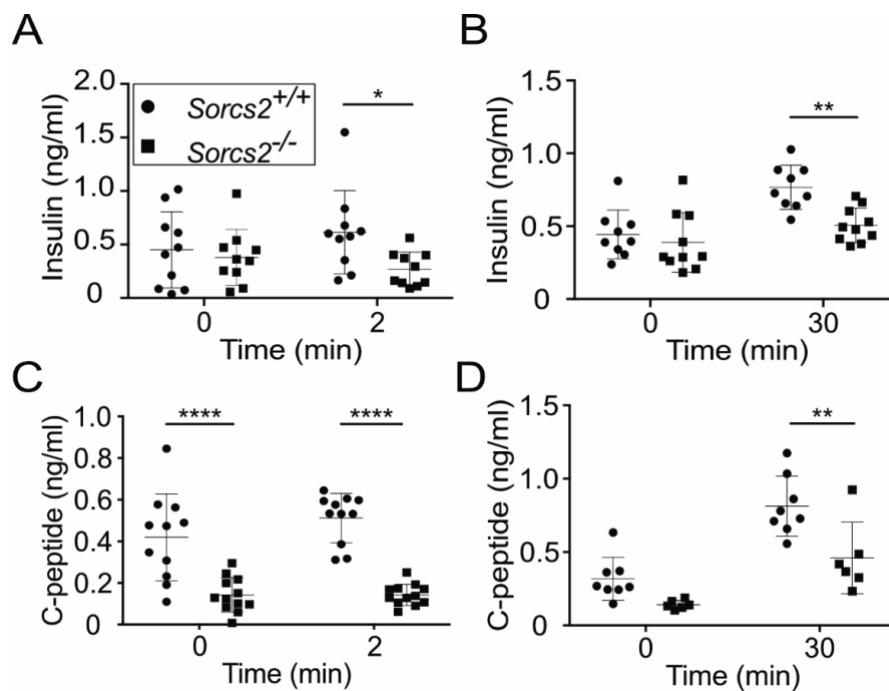 A
Insulin (ng/ml)
2.0
1.5
1.0
0.5
0
Sorcs2+/+
Sorcs2-/-
*
0
2
Time (min)
B
Insulin (ng/ml)
1.5
1.0
0.5
0
**
0
30
Time (min)
C
C-peptide (ng/ml)
1.0
0.8
0.6
0.4
0.2
0
****
****
0
2
Time (min)
D
C-peptide (ng/ml)
1.5
1.0
0.5
0
**
0
30
Time (min)